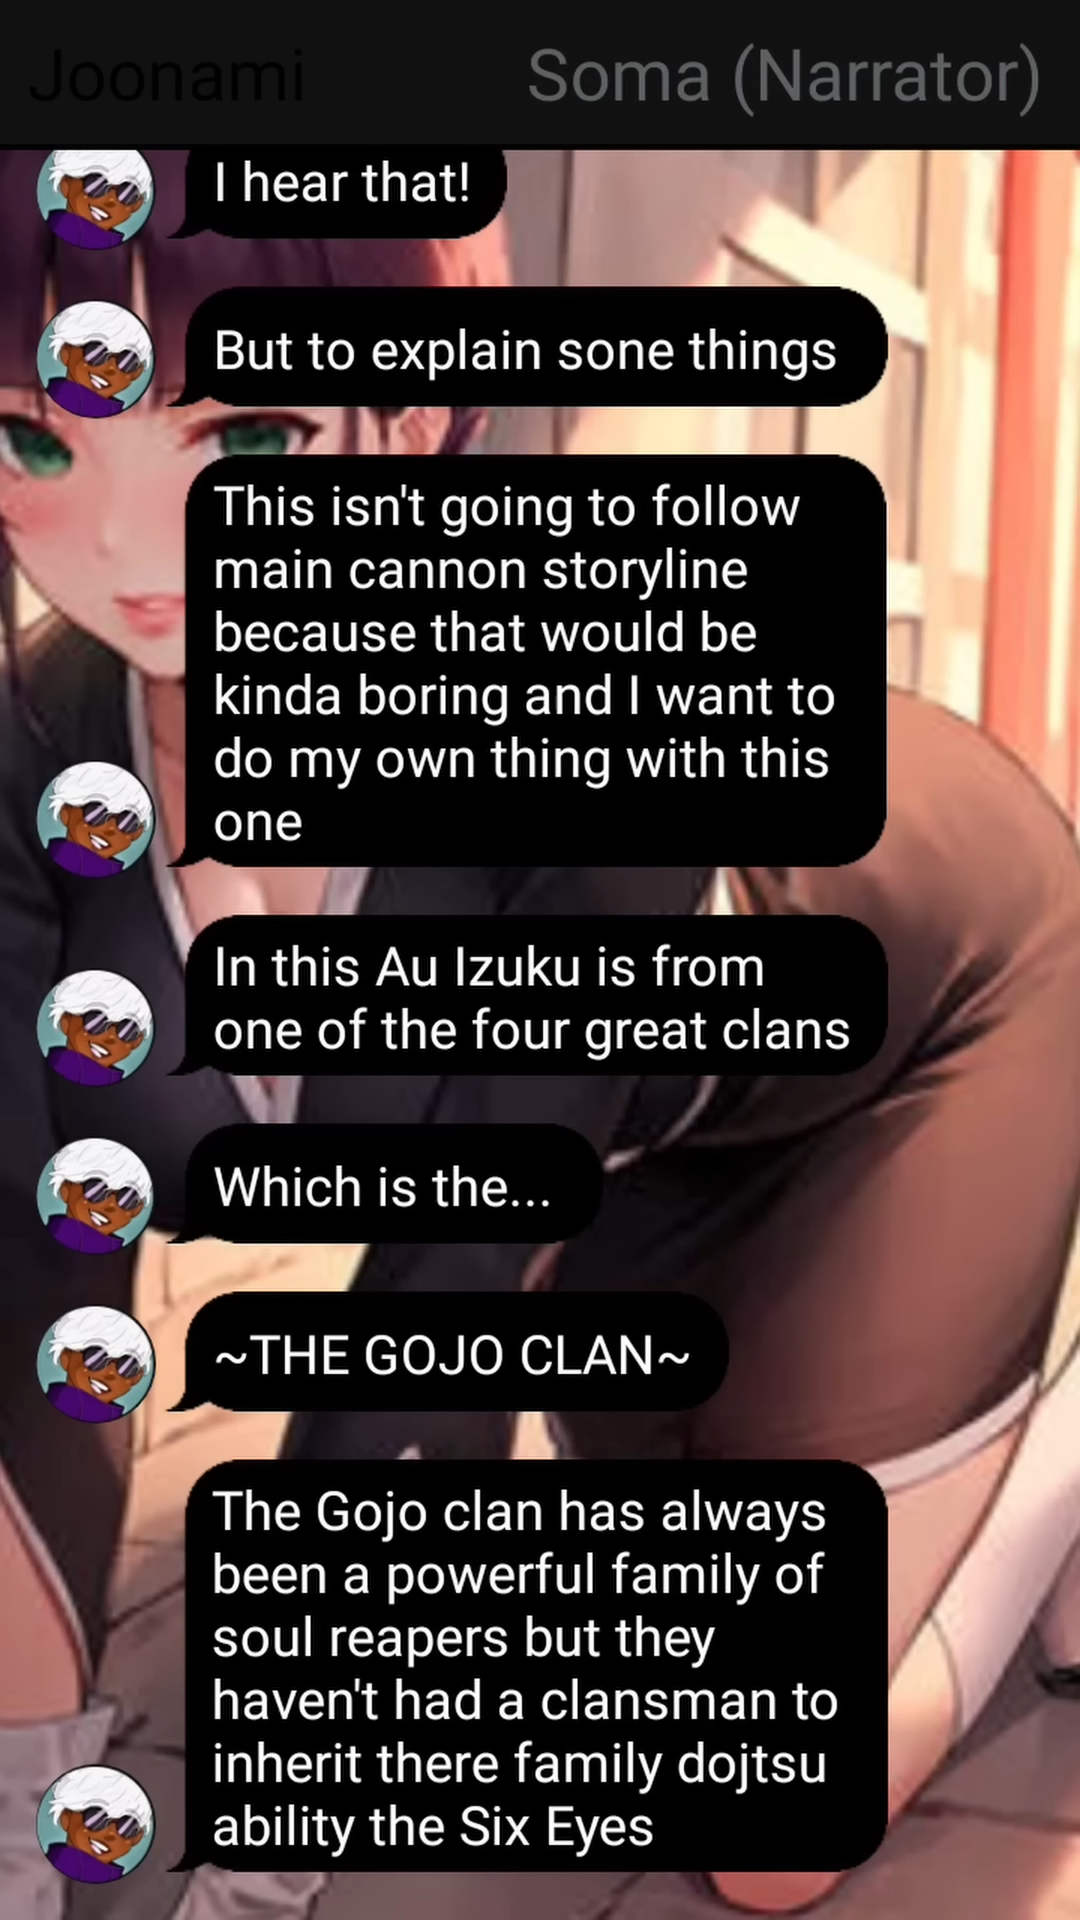 Joonami
Soma (Narrator)
I hear that!
But to explain sone things
This isn't going to follow
main cannon storyline
because that would be
kinda boring and I want to
do my own thing with this
one
In this Au Izuku is from
one of the four great clans
Which is the...
~THE GOJO CLAN~
The Gojo clan has always
been a powerful family of
soul reapers but they
haven't had a clansman to
inherit there family dojtsu
ability the Six Eyes